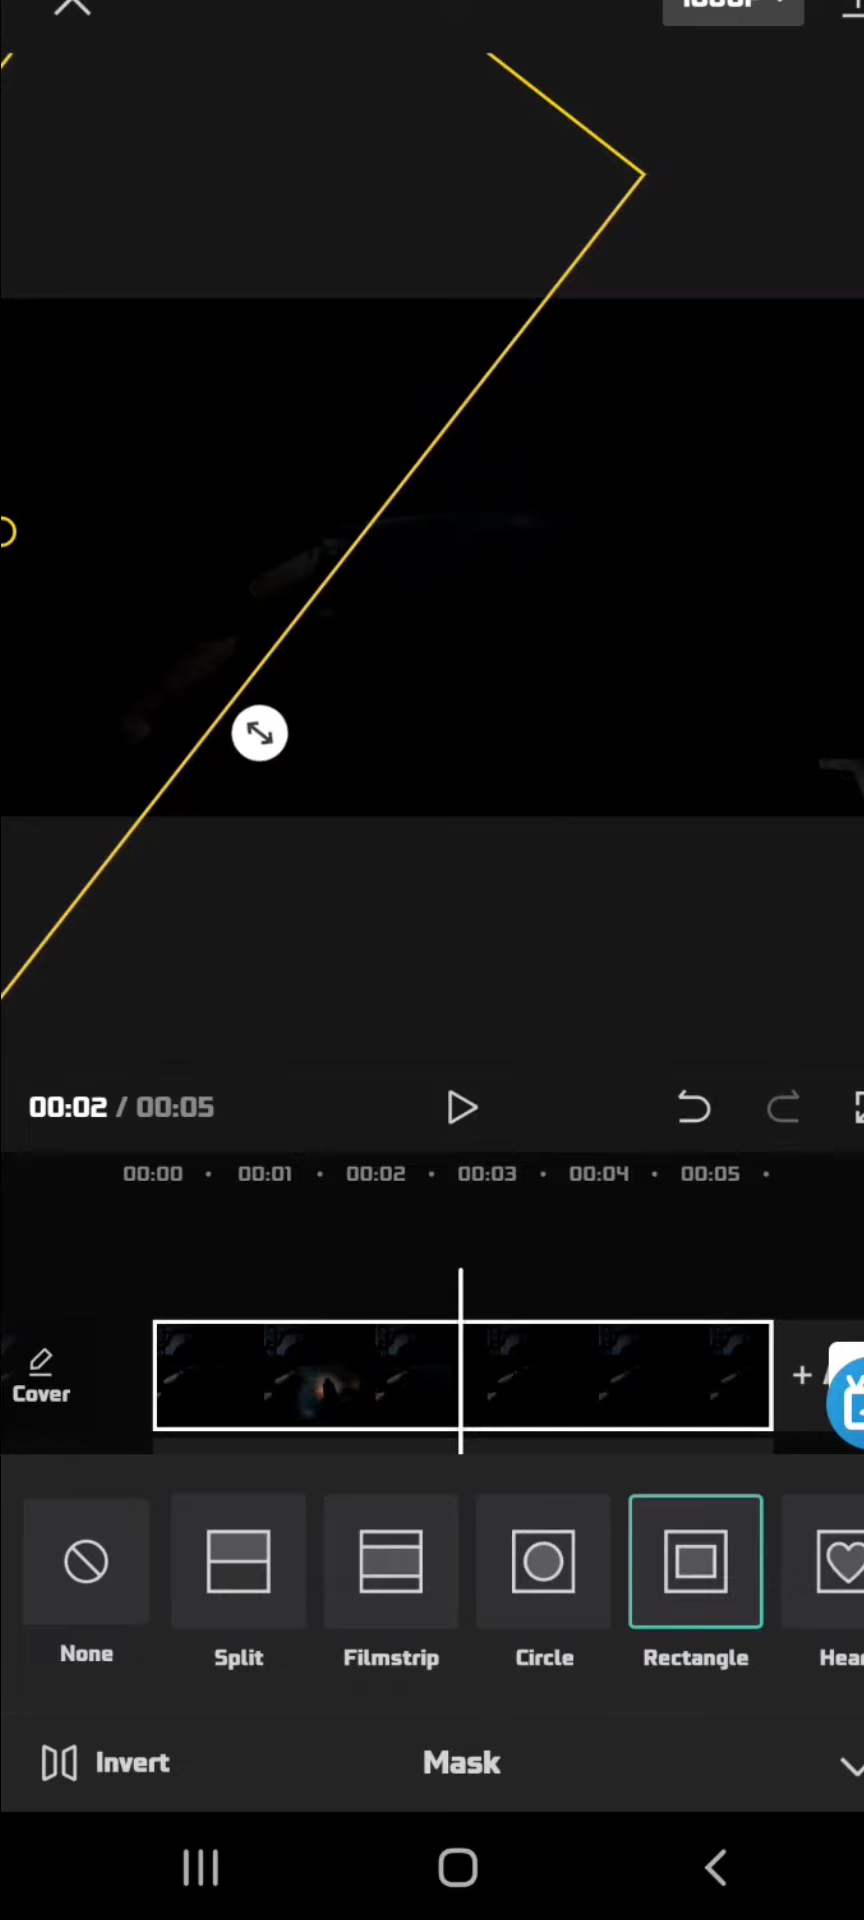 00:02 / 00:05
00:00 00:01 00:02 00:03 00:04 00:05
Cover
None Split Filmstrip Circle Rectangle
Invert Mask